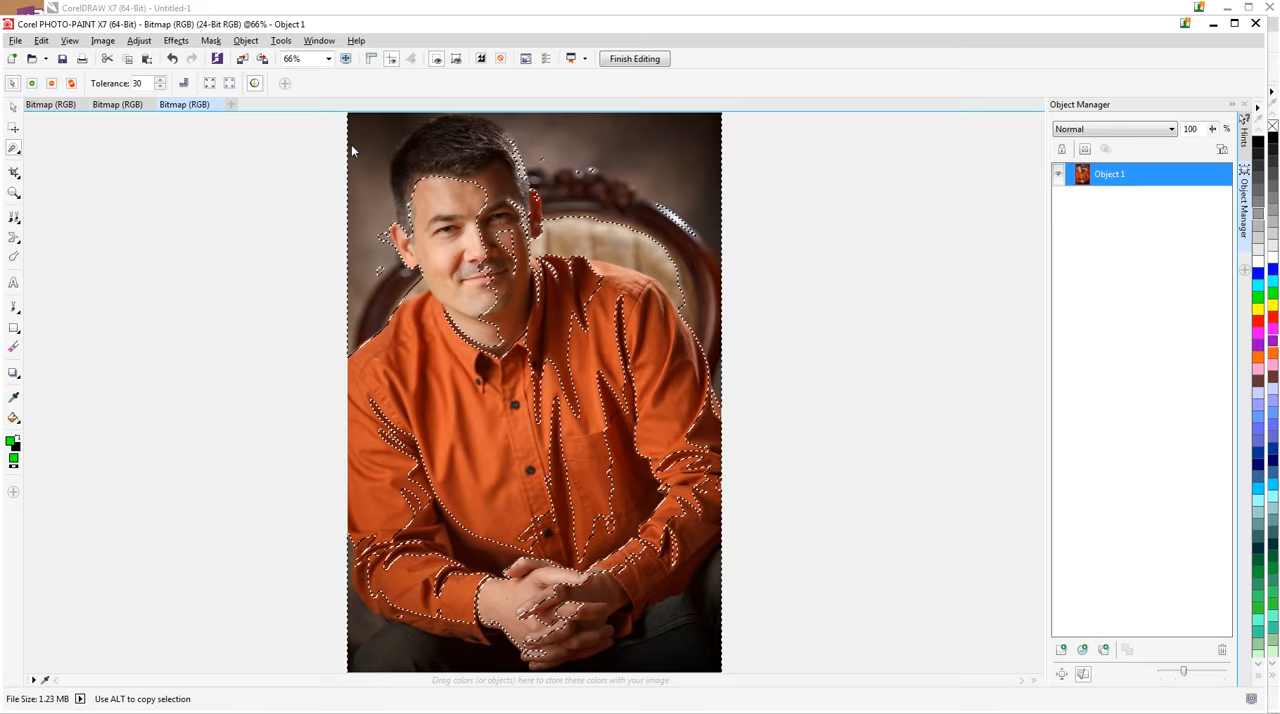 CorelDRAW X7 (64-Bit) - Untitled-1
Corel PHOTO-PAINT X7 (64-Bit) - Bitmap (RGB) (24-Bit RGB) @66% - Object 1
File Edit View Image Adjust Effects Mask Object Tools Window Help
66% Finish Editing
Tolerance: 30
Bitmap (RGB) Bitmap (RGB) Bitmap (RGB)
Object Manager
Normal 100 %
Object 1
Hints
Object Manager
Drag colors (or objects) here to store these colors with your image
File Size: 1.23 MB Use ALT to copy selection